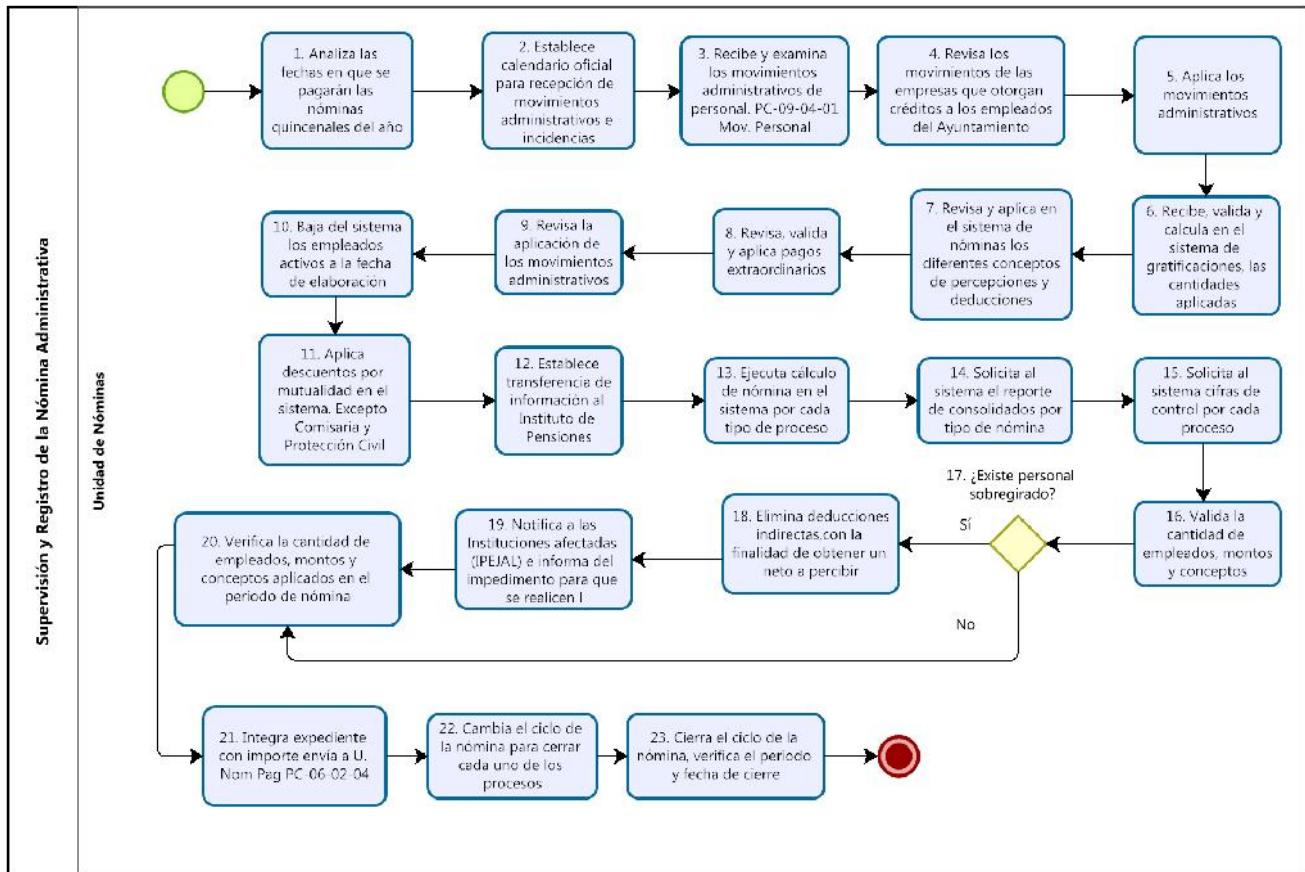 Supervisión y Registro de la Nómina Administrativa
Unidad de Nóminas
1. Analiza las
fechas en que se
pagarán las
nóminas
quincenales del año
2. Establece
calendario oficial
para recepción de
movimientos
administrativos e
incidencias
3. Recibe y examina
los movimientos
administrativos de
personal. PC-09-04-01
Mov. Personal
4. Revisa los
movimientos de las
empresas que otorgan
créditos a los empleados
del Ayuntamiento
5. Aplica los
movimientos
administrativos
6. Recibe, valida y
calcula en el
sistema de
gratificaciones, las
cantidades
aplicadas
7. Revisa y aplica en
el sistema de
nóminas los
diferentes conceptos
de percepciones y
deducciones
8. Revisa, valida
y aplica pagos
extraordinarios
9. Revisa la
aplicación de
los movimientos
administrativos
10. Baja del sistema
los empleados
activos a la fecha
de elaboración
11. Aplica
descuentos por
mutualidad en el
sistema. Excepto
Comisaria y
Protección Civil
12. Establece
transferencia de
información al
Instituto de
Pensiones
13. Ejecuta cálculo
de nómina en el
sistema por cada
tipo de proceso
14. Solicita al
sistema el reporte
de consolidados por
tipo de nómina
15. Solicita al
sistema cifras de
control por cada
proceso
16. Valida la
cantidad de
empleados, montos
y conceptos
17. ¿Existe personal
sobregirado?
Sí
No
18. Elimina deducciones
indirectas,con la
finalidad de obtener un
neto a percibir
19. Notifica a las
Instituciones afectadas
(IPEJAL) e informa del
impedimento para que
se realicen l
20. Verifica la cantidad de
empleados, montos y
conceptos aplicados en el
periodo de nómina
21. Integra expediente
con importe envía a U.
Nom Pag PC-06-02-04
22. Cambia el ciclo de
la nómina para cerrar
cada uno de los
procesos
23. Cierra el ciclo de la
nómina, verifica el periodo
y fecha de cierre